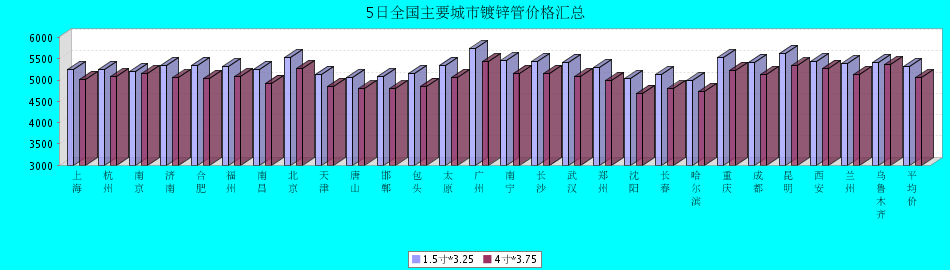 5日全国主要城市镀锌管价格汇总
6000
5500
5000
4500
4000
3500
3000
上海
杭州
南京
济南
合肥
福州
南昌
北京
天津
唐山
邯郸
包头
太原
广州
南宁
长沙
武汉
郑州
沈阳
长春
哈尔滨
重庆
成都
昆明
西安
兰州
乌鲁木齐
平均价
1.5寸*3.25
4寸*3.75